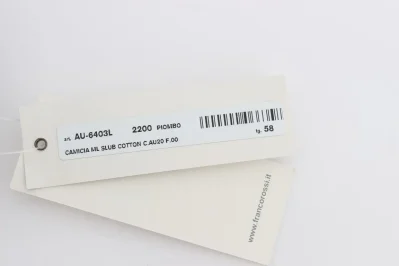 art. AU-6403L 2200 PIOMBO
tg. 58
CAMICIA ML SLUB COTTON C.AU20 F.00
www.francorossi.it